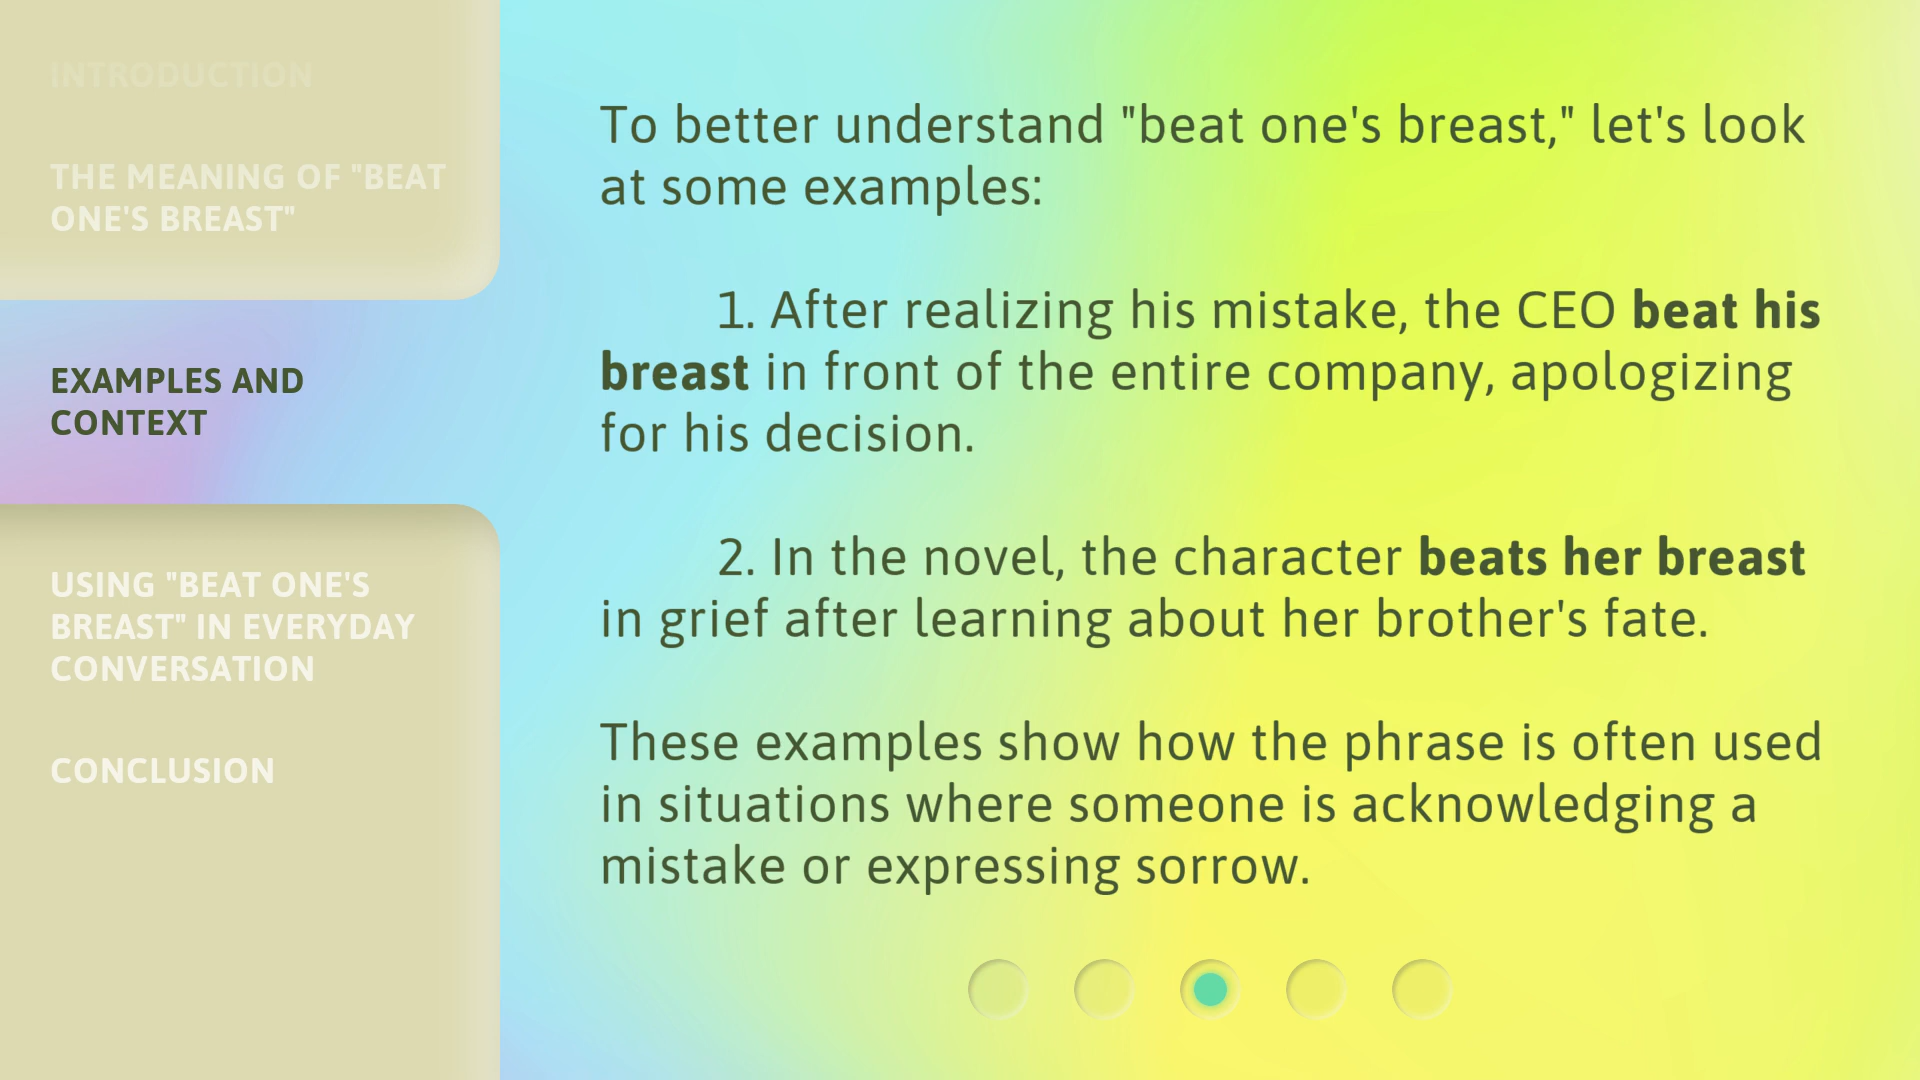 INTRODUCTION
THE MEANING OF "BEAT
ONE'S BREAST"
EXAMPLES AND
CONTEXT
USING "BEAT ONE'S
BREAST" IN EVERYDAY
CONVERSATION
CONCLUSION
To better understand "beat one's breast," let's look
at some examples:
1. After realizing his mistake, the CEO beat his
breast in front of the entire company, apologizing
for his decision.
2. In the novel, the character beats her breast
in grief after learning about her brother's fate.
These examples show how the phrase is often used
in situations where someone is acknowledging a
mistake or expressing sorrow.